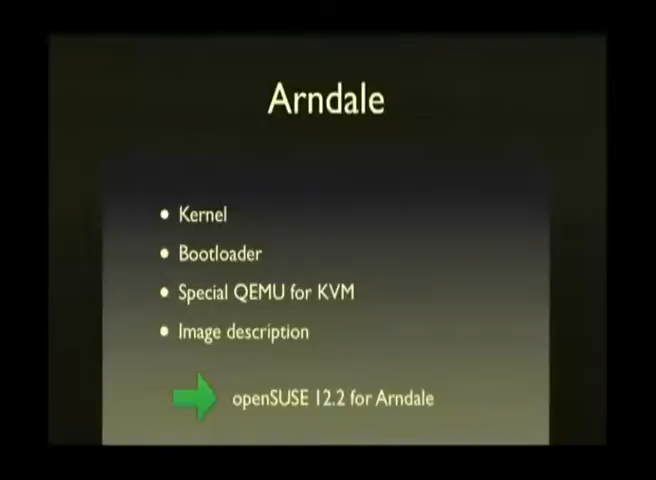 Arndale
• Kernel
• Bootloader
• Special QEMU for KVM
• Image description
openSUSE 12.2 for Arndale